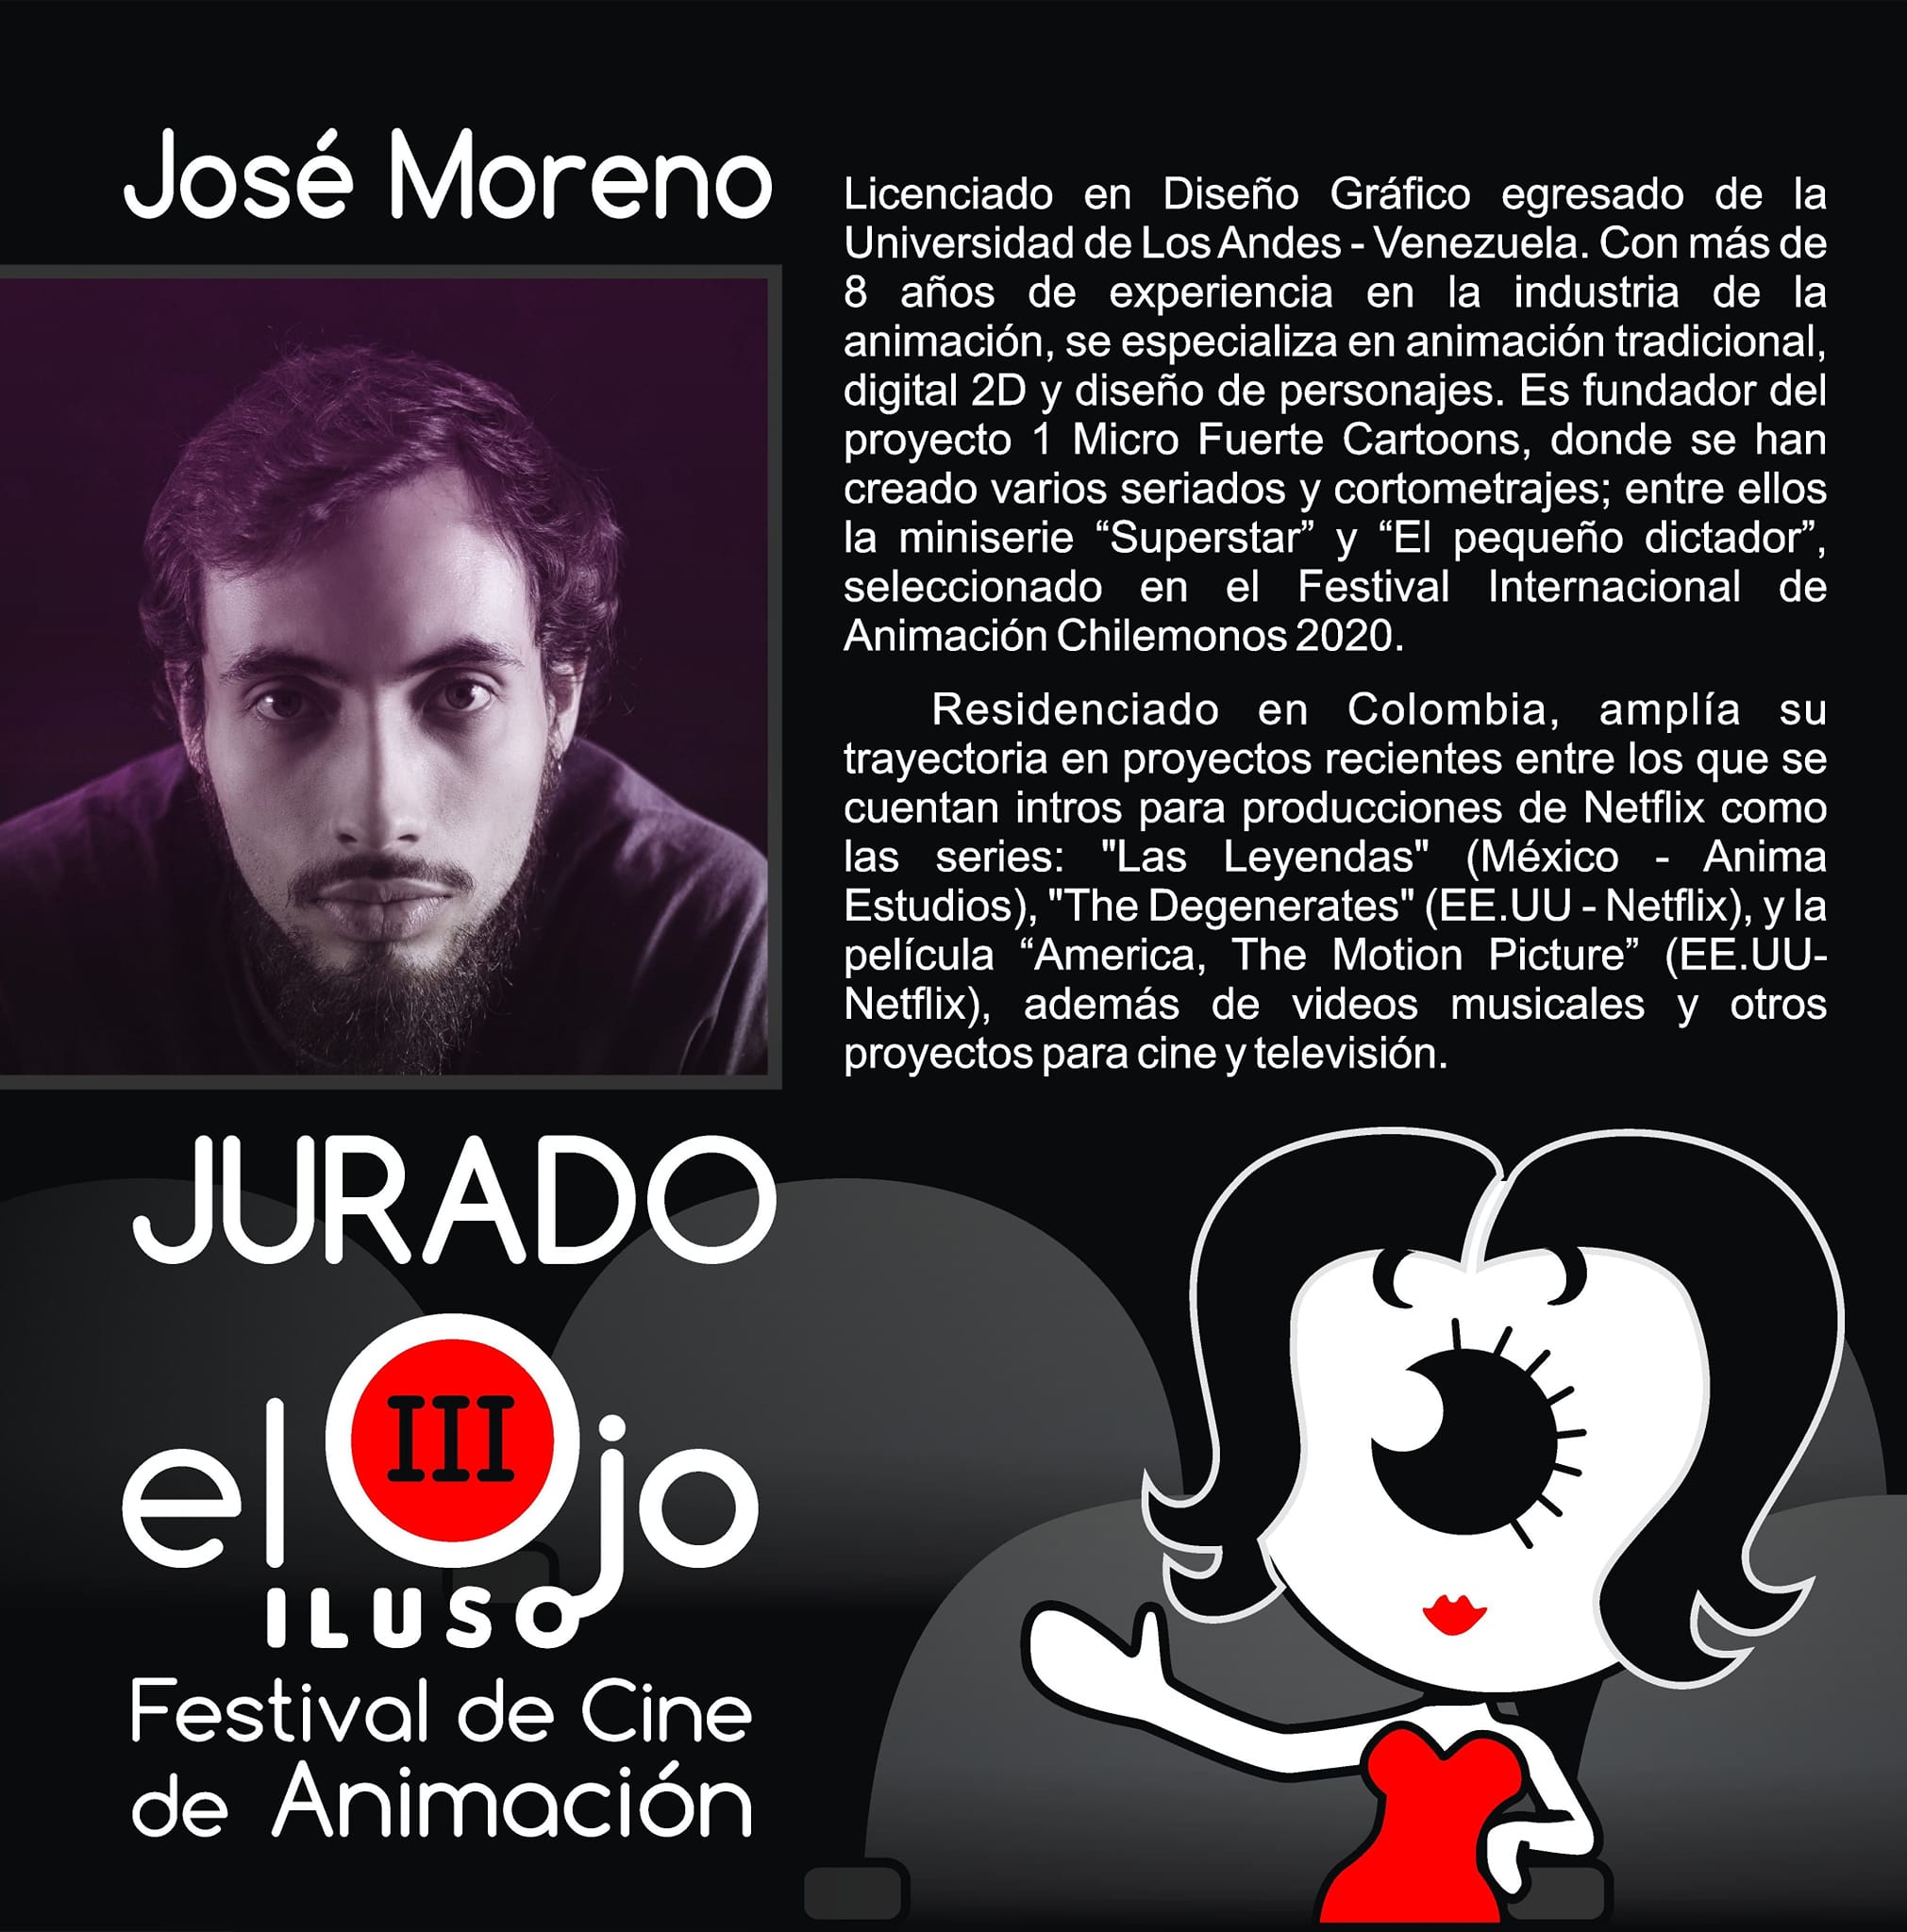 José Moreno
Licenciado en Diseño Gráfico egresado de la
Universidad de Los Andes - Venezuela. Con más de
8 años de experiencia en la industria de la
animación, se especializa en animación tradicional,
digital 2D y diseño de personajes. Es fundador del
proyecto 1 Micro Fuerte Cartoons, donde se han
creado varios seriados y cortometrajes; entre ellos
la miniserie “Superstar” y “El pequeño dictador”,
seleccionado en el Festival Internacional de
Animación Chilemonos 2020.
Residenciado en Colombia, amplía su
trayectoria en proyectos recientes entre los que se
cuentan intros para producciones de Netflix como
las series: "Las Leyendas" (México - Anima
Estudios), "The Degenerates" (EE.UU - Netflix), y la
película “America, The Motion Picture” (EE.UU-
Netflix), además de videos musicales y otros
proyectos para cine y televisión.
JURADO
III
el Ojo
ILUSO
Festival de Cine
de Animación